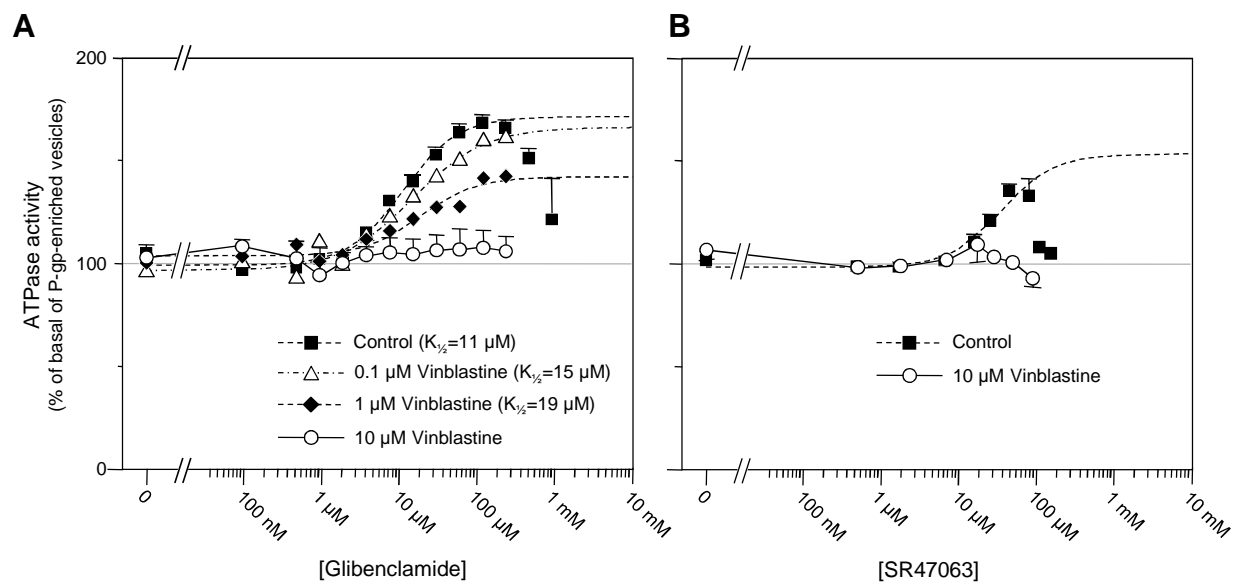 A
B
200
100
0
ATPase activity
(% of basal of P-gp-enriched vesicles)
Control (K½=11 µM)
0.1 µM Vinblastine (K½=15 µM)
1 µM Vinblastine (K½=19 µM)
10 µM Vinblastine
Control
10 µM Vinblastine
0
100 nM
1 µM
10 µM
100 µM
1 mM
10 mM
0
100 nM
1 µM
10 µM
100 µM
1 mM
10 mM
[Glibenclamide]
[SR47063]